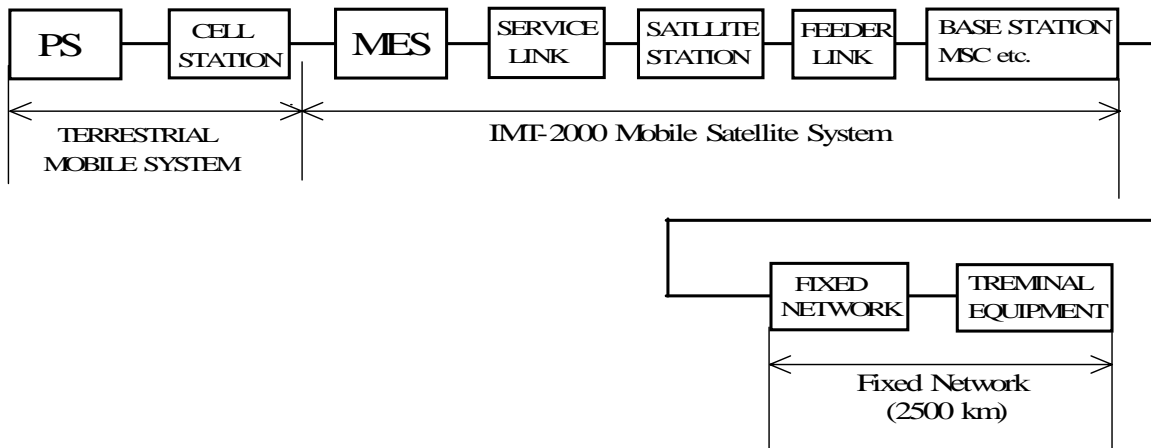 PS
CELL
STATION
MES
SERVICE
LINK
SATLLITE
STATION
FEEDER
LINK
BASE STATION
MSC etc.
TERRESTRIAL
MOBILE SYSTEM
IMT-2000 Mobile Satellite System
FIXED
NETWORK
TREMINAL
EQUIPMENT
Fixed Network
(2500 km)